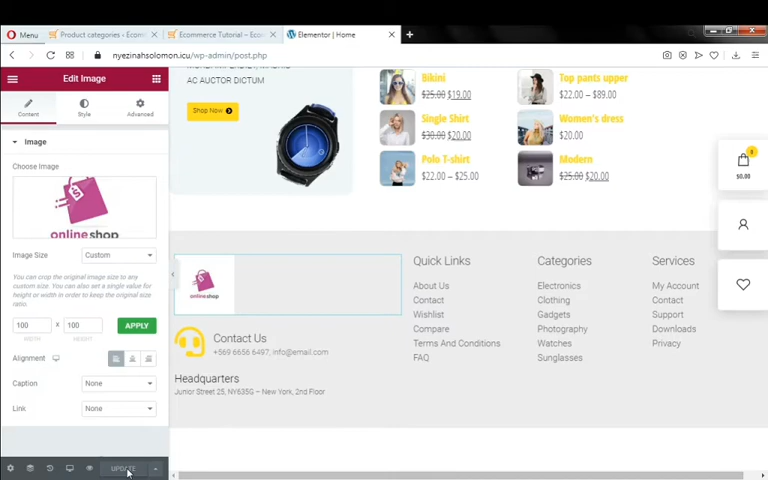 Menu
Product categories ‹ Ecom
Ecommerce Tutorial – Ecos
Elementor | Home
nyezinahsolomon.icu/wp-admin/post.php
Edit Image
Content
Style
Advanced
Image
Choose Image
online shop
Image Size
Custom
You can crop the original image size to any
custom size. You can also set a single value for
height or width in order to keep the original size
ratio.
100 x 100 APPLY
WIDTH HEIGHT
Alignment
Caption
None
Link
None
UPDATE
AC AUCTOR DICTUM
Shop Now
Bikini
$25.00 $19.00
Single Shirt
$30.00 $20.00
Polo T-shirt
$22.00 – $25.00
Top pants upper
$22.00 – $89.00
Women's dress
$20.00
Modern
$25.00 $20.00
0
$0.00
online shop
Contact Us
+569 6656 6497, info@email.com
Headquarters
Junior Street 25, NY635G – New York, 2nd Floor
Quick Links
About Us
Contact
Wishlist
Compare
Terms And Conditions
FAQ
Categories
Electronics
Clothing
Gadgets
Photography
Watches
Sunglasses
Services
My Account
Contact
Support
Downloads
Privacy